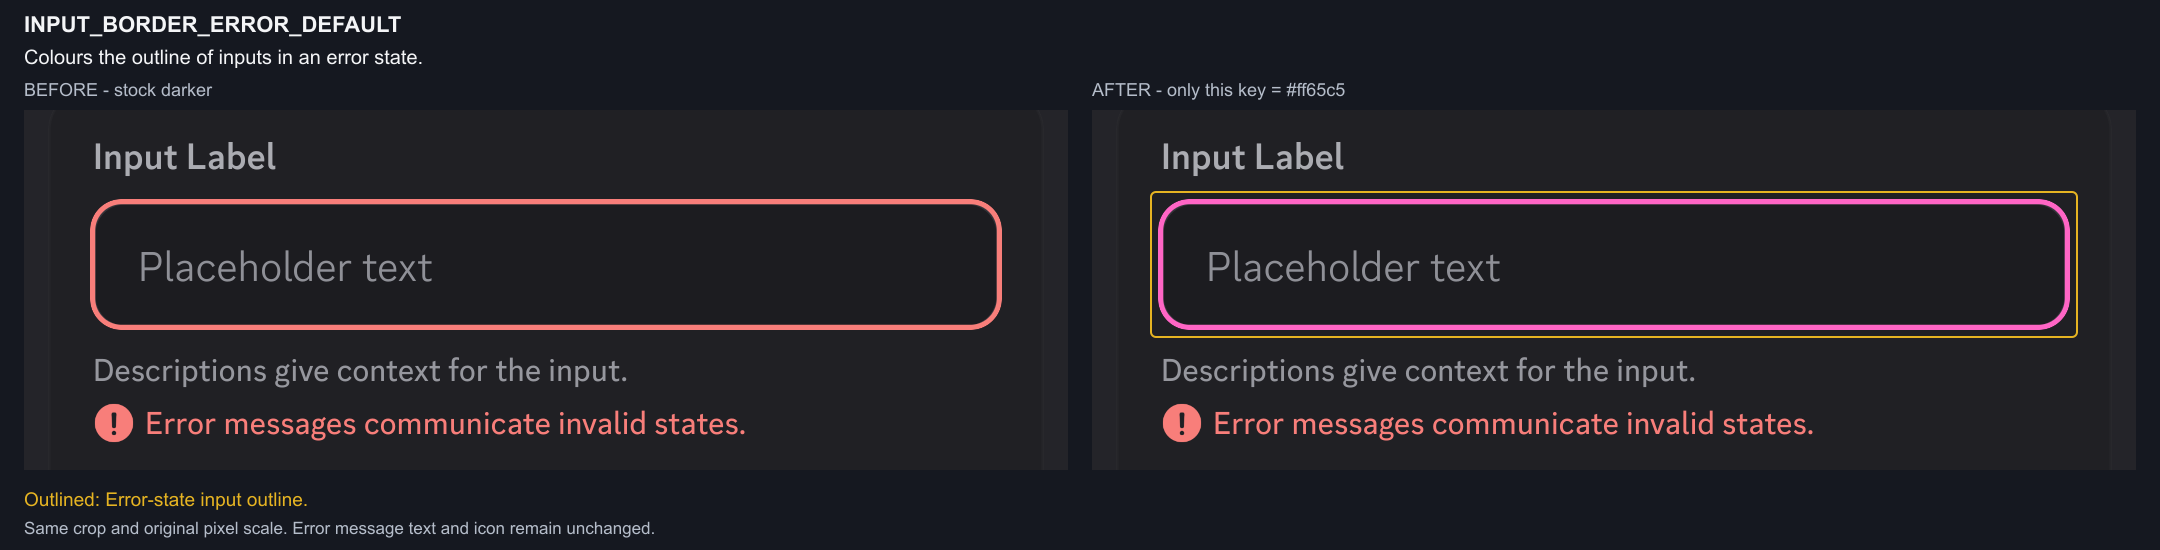 INPUT_BORDER_ERROR_DEFAULT
Colours the outline of inputs in an error state.
BEFORE - stock darker
Input Label
Placeholder text
Descriptions give context for the input.
! Error messages communicate invalid states.
AFTER - only this key = #ff65c5
Input Label
Placeholder text
Descriptions give context for the input.
! Error messages communicate invalid states.
Outlined: Error-state input outline.
Same crop and original pixel scale. Error message text and icon remain unchanged.